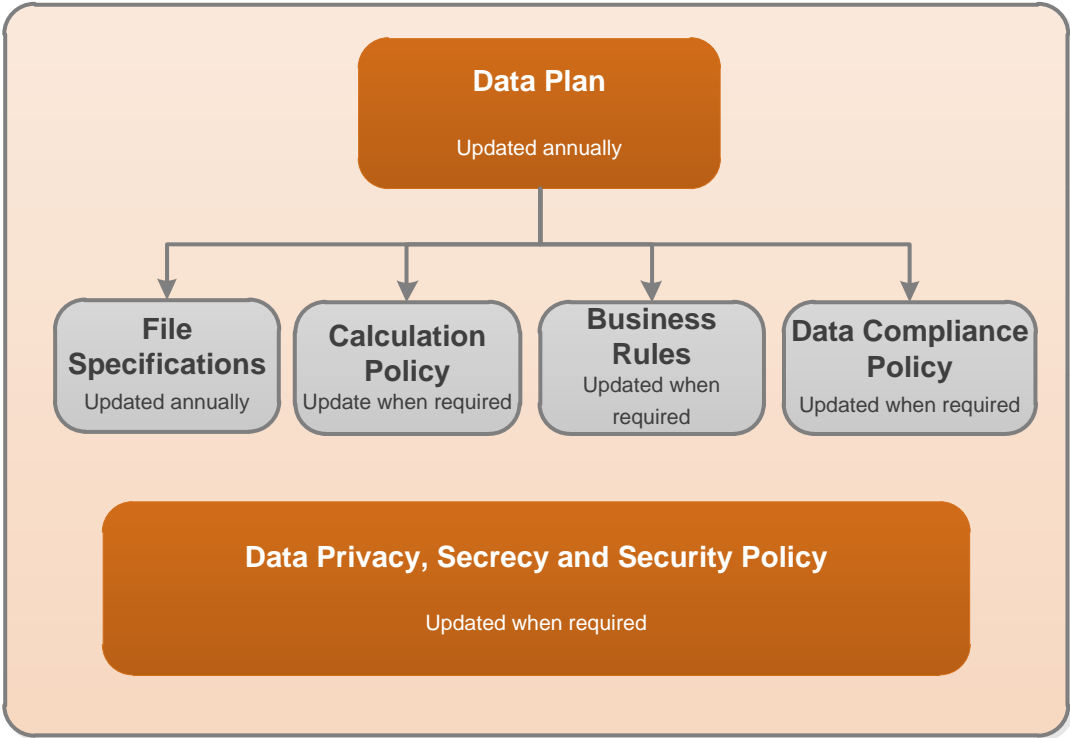 Data Plan
Updated annually
File
Specifications
Updated annually
Calculation
Policy
Update when required
Business
Rules
Updated when
required
Data Compliance
Policy
Updated when required
Data Privacy, Secrecy and Security Policy
Updated when required